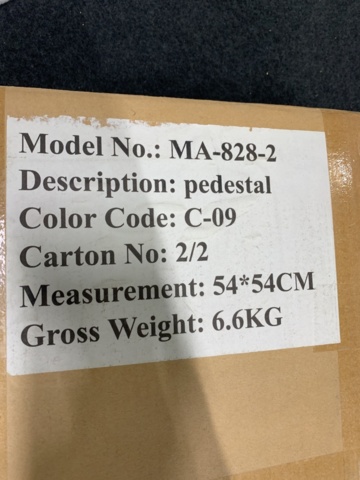 Model No.: MA-828-2
Description: pedestal
Color Code: C-09
Carton No: 2/2
Measurement: 54*54CM
Gross Weight: 6.6KG